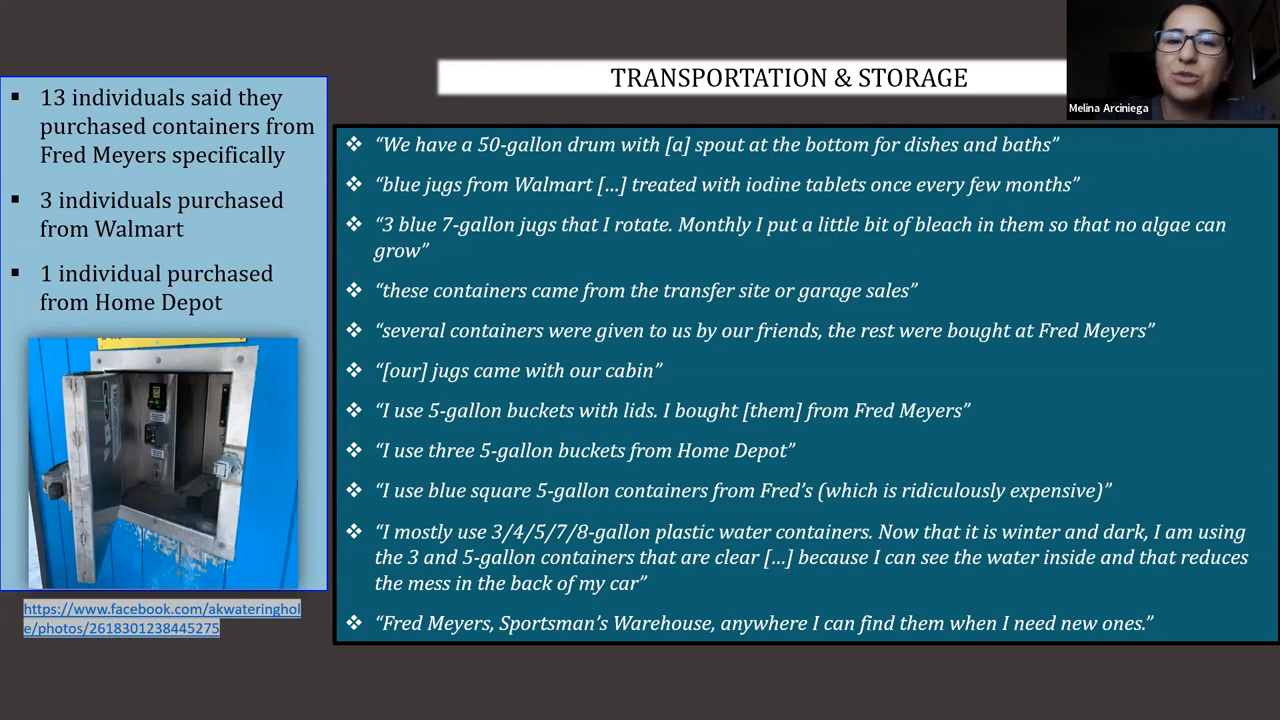 TRANSPORTATION & STORAGE
Melina Arciniega
▪ 13 individuals said they
purchased containers from
Fred Meyers specifically
▪ 3 individuals purchased
from Walmart
▪ 1 individual purchased
from Home Depot
https://www.facebook.com/akwateringhol
e/photos/2618301238445275
❖ “We have a 50-gallon drum with [a] spout at the bottom for dishes and baths”
❖ “blue jugs from Walmart [...] treated with iodine tablets once every few months”
❖ “3 blue 7-gallon jugs that I rotate. Monthly I put a little bit of bleach in them so that no algae can
grow”
❖ “these containers came from the transfer site or garage sales”
❖ “several containers were given to us by our friends, the rest were bought at Fred Meyers”
❖ “[our] jugs came with our cabin”
❖ “I use 5-gallon buckets with lids. I bought [them] from Fred Meyers”
❖ “I use three 5-gallon buckets from Home Depot”
❖ “I use blue square 5-gallon containers from Fred’s (which is ridiculously expensive)”
❖ “I mostly use 3/4/5/7/8-gallon plastic water containers. Now that it is winter and dark, I am using
the 3 and 5-gallon containers that are clear [...] because I can see the water inside and that reduces
the mess in the back of my car”
❖ “Fred Meyers, Sportsman’s Warehouse, anywhere I can find them when I need new ones.”